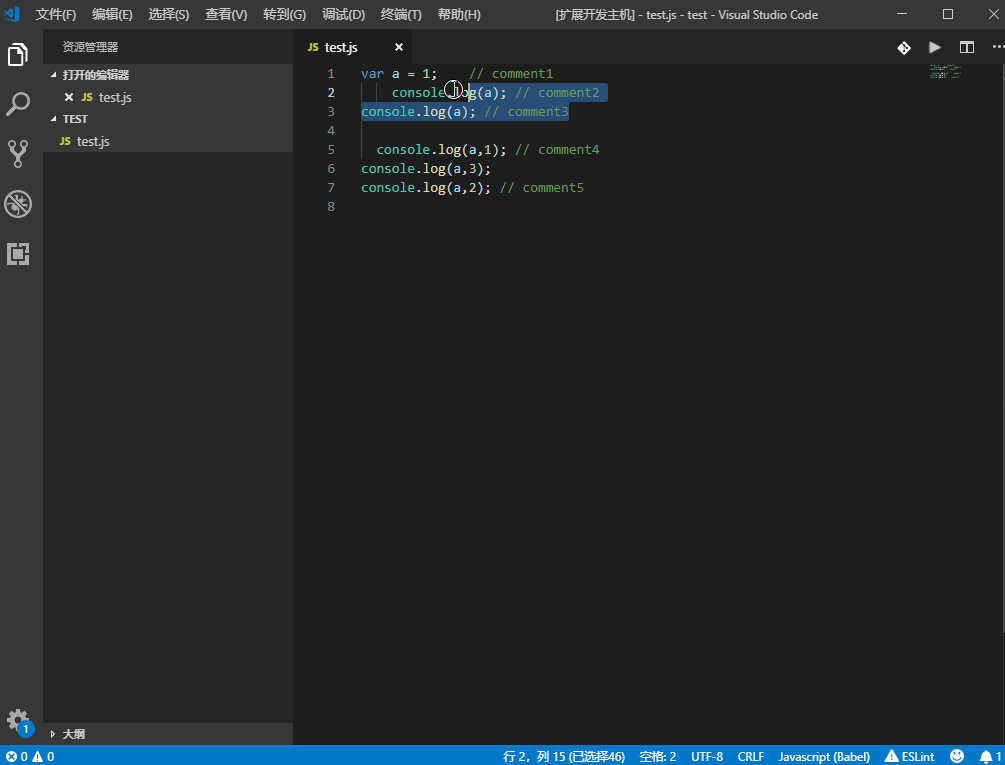 文件(F) 编辑(E) 选择(S) 查看(V) 转到(G) 调试(D) 终端(T) 帮助(H) [扩展开发主机] - test.js - test - Visual Studio Code
资源管理器
打开的编辑器
JS test.js
TEST
JS test.js
大纲
JS test.js
1 var a = 1;    // comment1
2     console.log(a); // comment2
3 console.log(a); // comment3
4
5   console.log(a,1); // comment4
6 console.log(a,3);
7 console.log(a,2); // comment5
8
1
0 0 行 2，列 15 (已选择46) 空格: 2 UTF-8 CRLF Javascript (Babel) ESLint 1